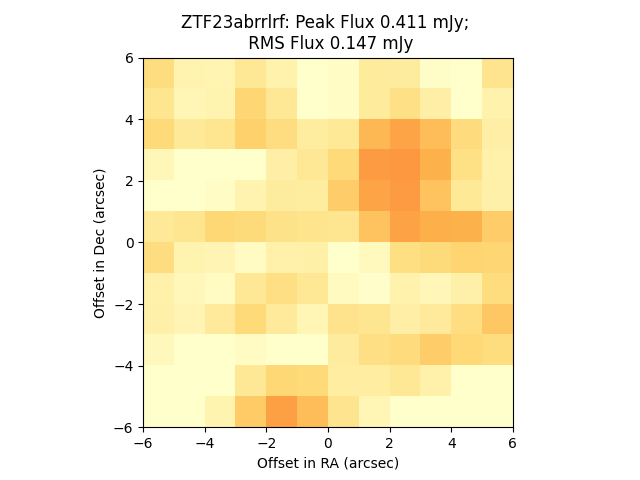 ZTF23abrrlrf: Peak Flux 0.411 mJy;
RMS Flux 0.147 mJy
6
4
2
0
−2
−4
−6
Offset in Dec (arcsec)
−6 −4 −2 0 2 4 6
Offset in RA (arcsec)